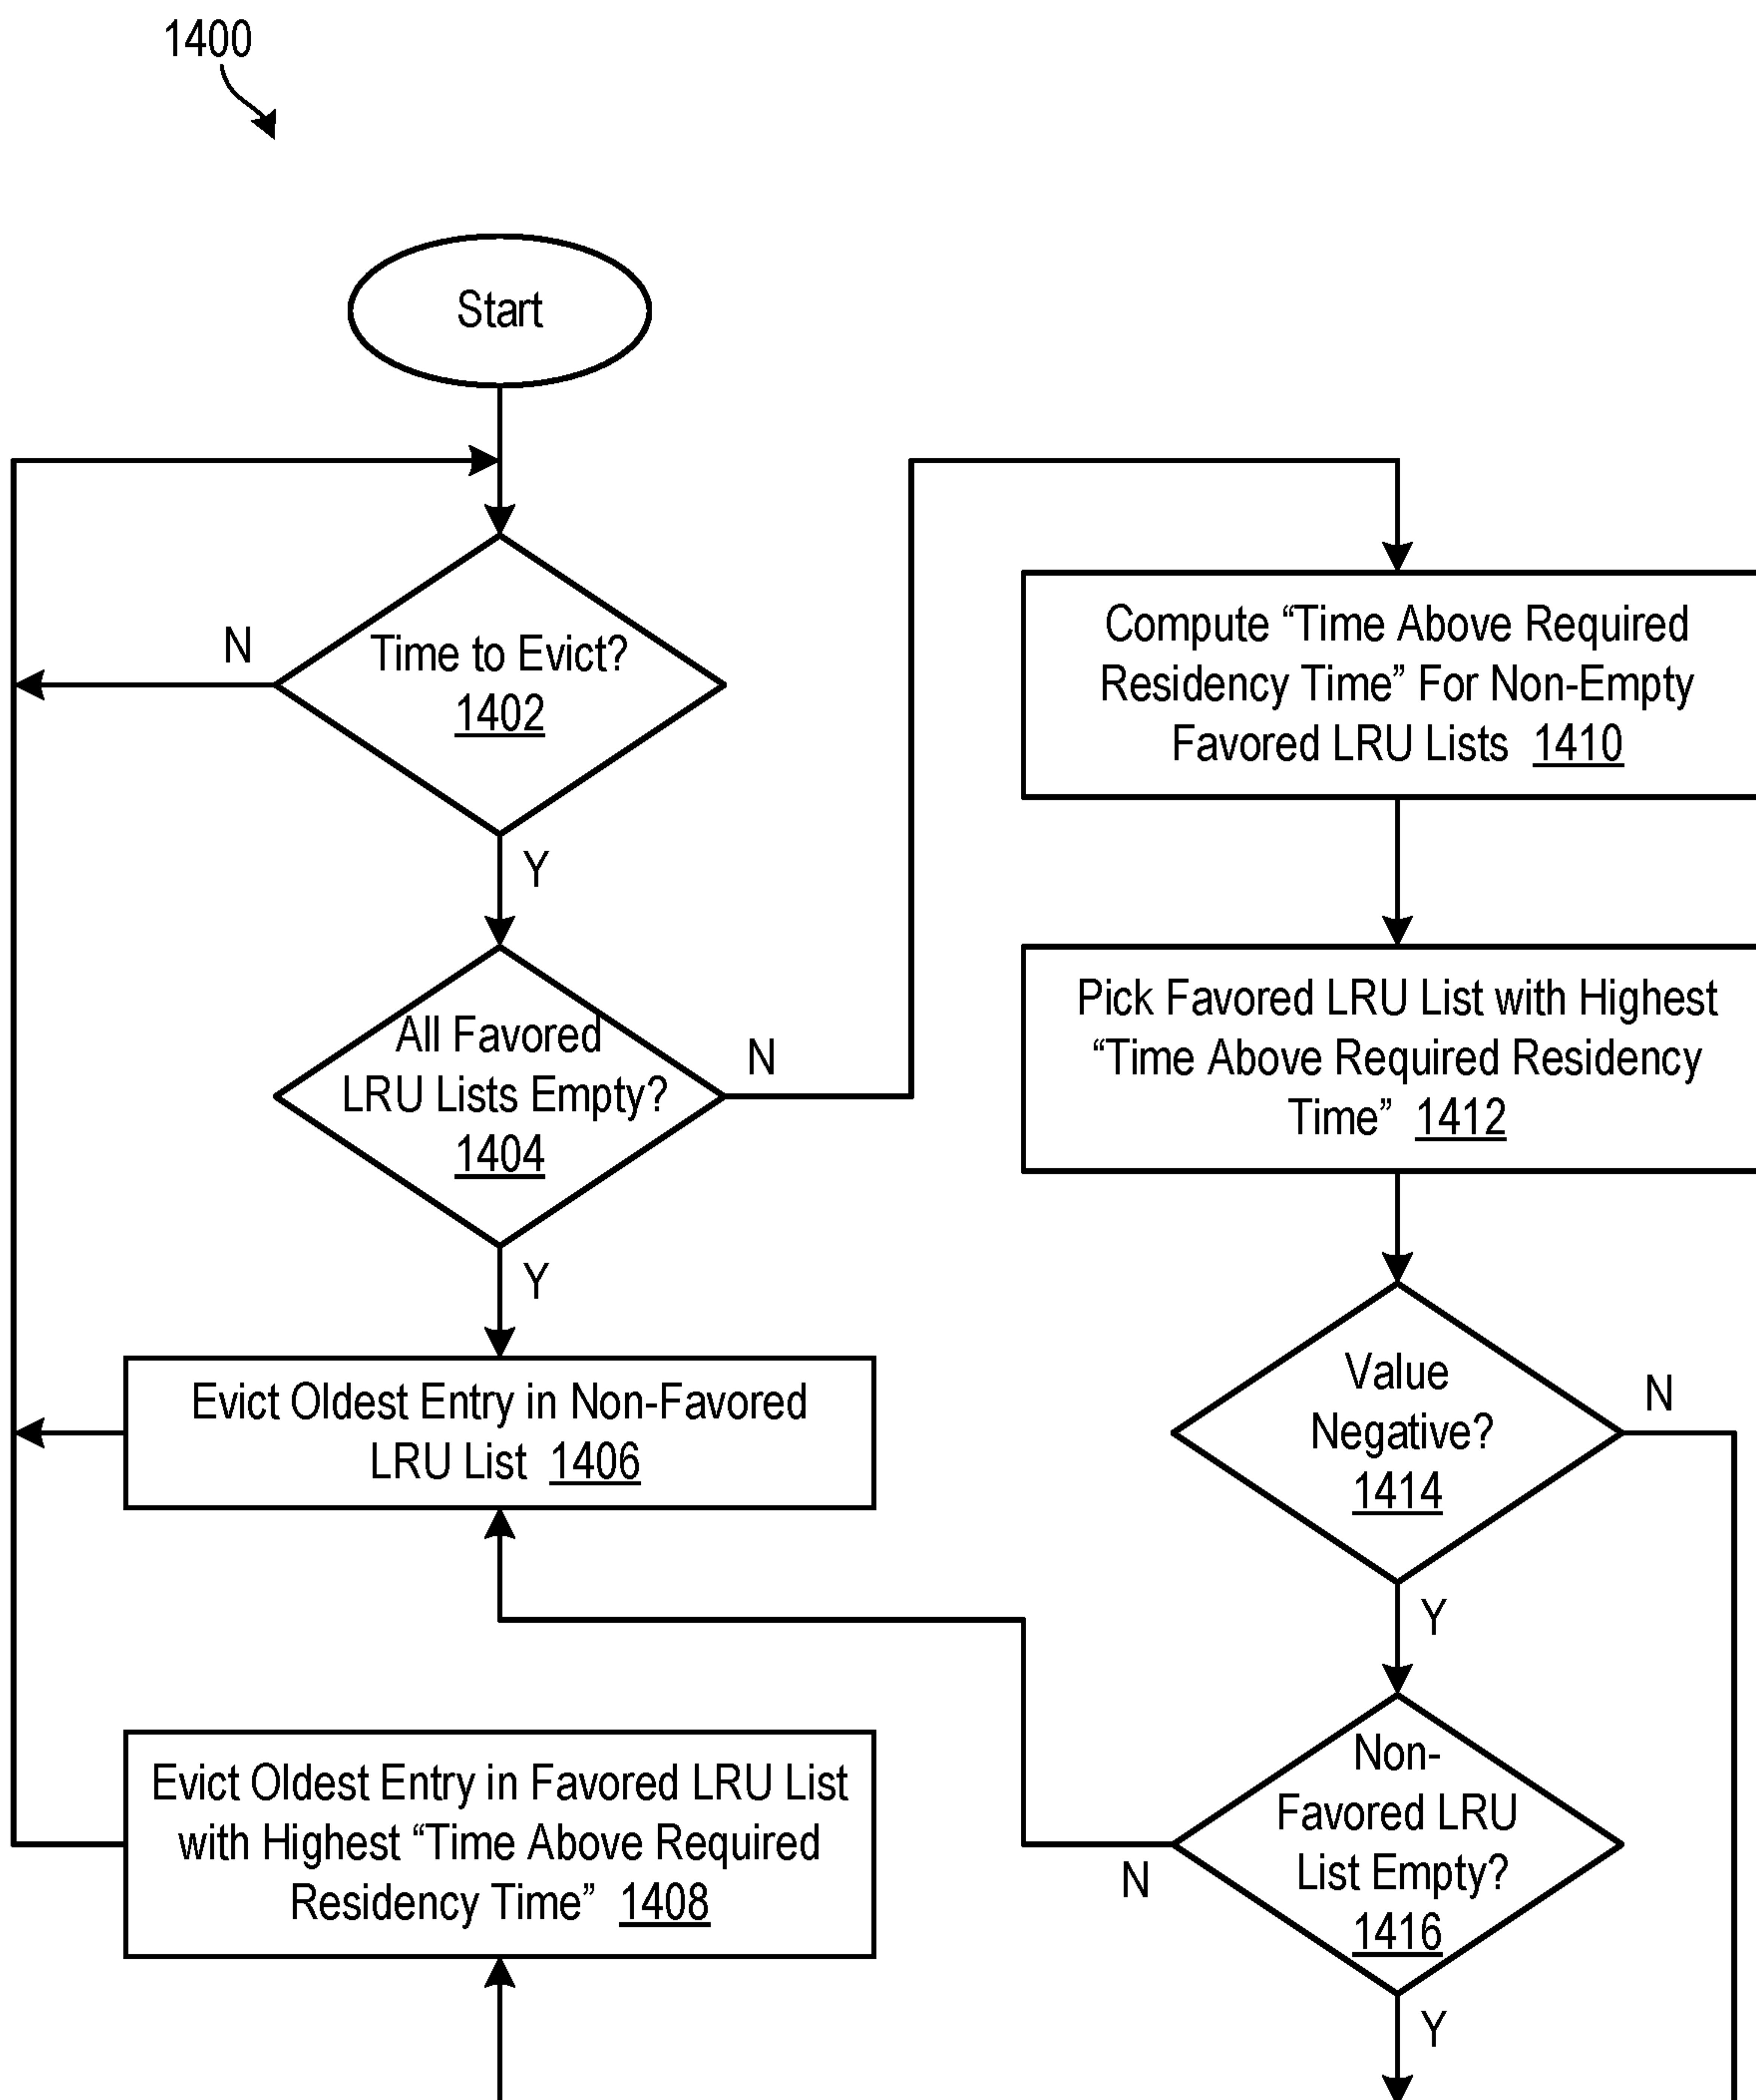 1400
Start
N
Time to Evict?
1402
Y
All Favored
LRU Lists Empty?
1404
N
Y
Evict Oldest Entry in Non-Favored
LRU List 1406
Evict Oldest Entry in Favored LRU List
with Highest “Time Above Required
Residency Time” 1408
Compute “Time Above Required
Residency Time” For Non-Empty
Favored LRU Lists 1410
Pick Favored LRU List with Highest
“Time Above Required Residency
Time” 1412
Value
Negative?
1414
N
Y
Non-
Favored LRU
List Empty?
1416
N
Y